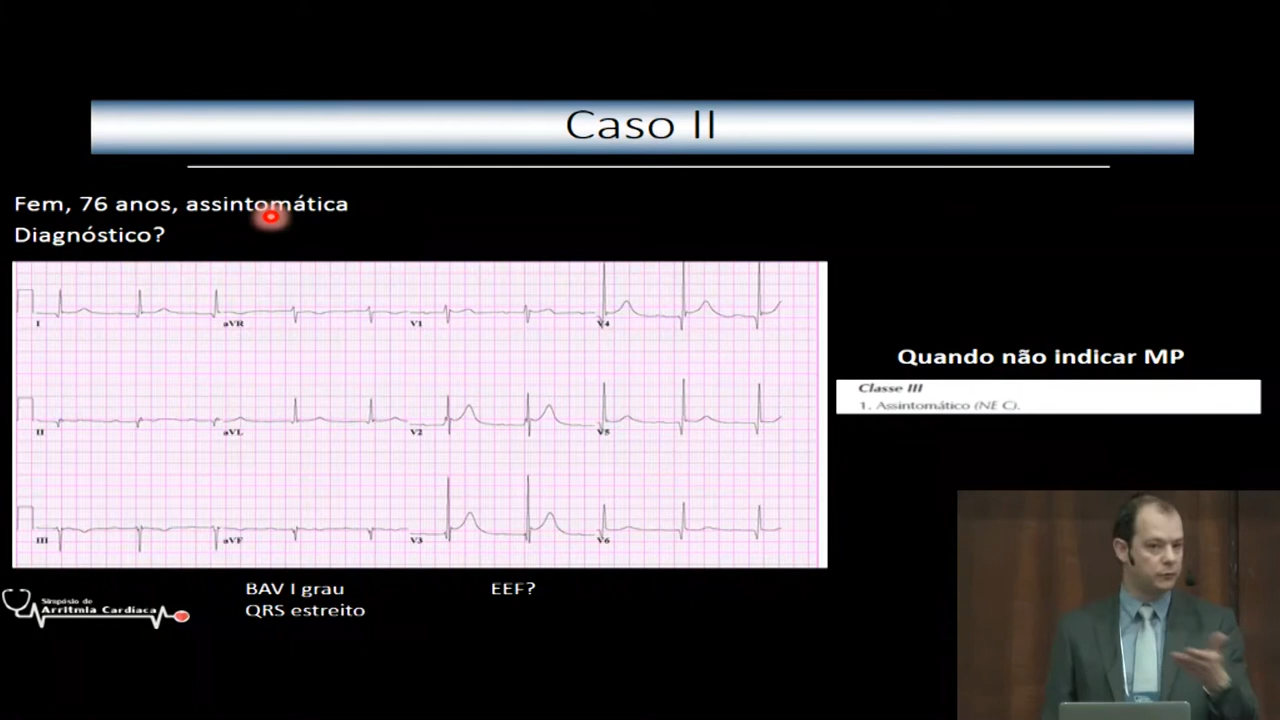 Caso II
Fem, 76 anos, assintomática
Diagnóstico?
I
aVR
V1
V4
II
aVL
V2
V5
III
aVF
V3
V6
Quando não indicar MP
Classe III
1. Assintomático (NE C).
BAV I grau
QRS estreito
EEF?
Simpósio de
Arritmia Cardíaca